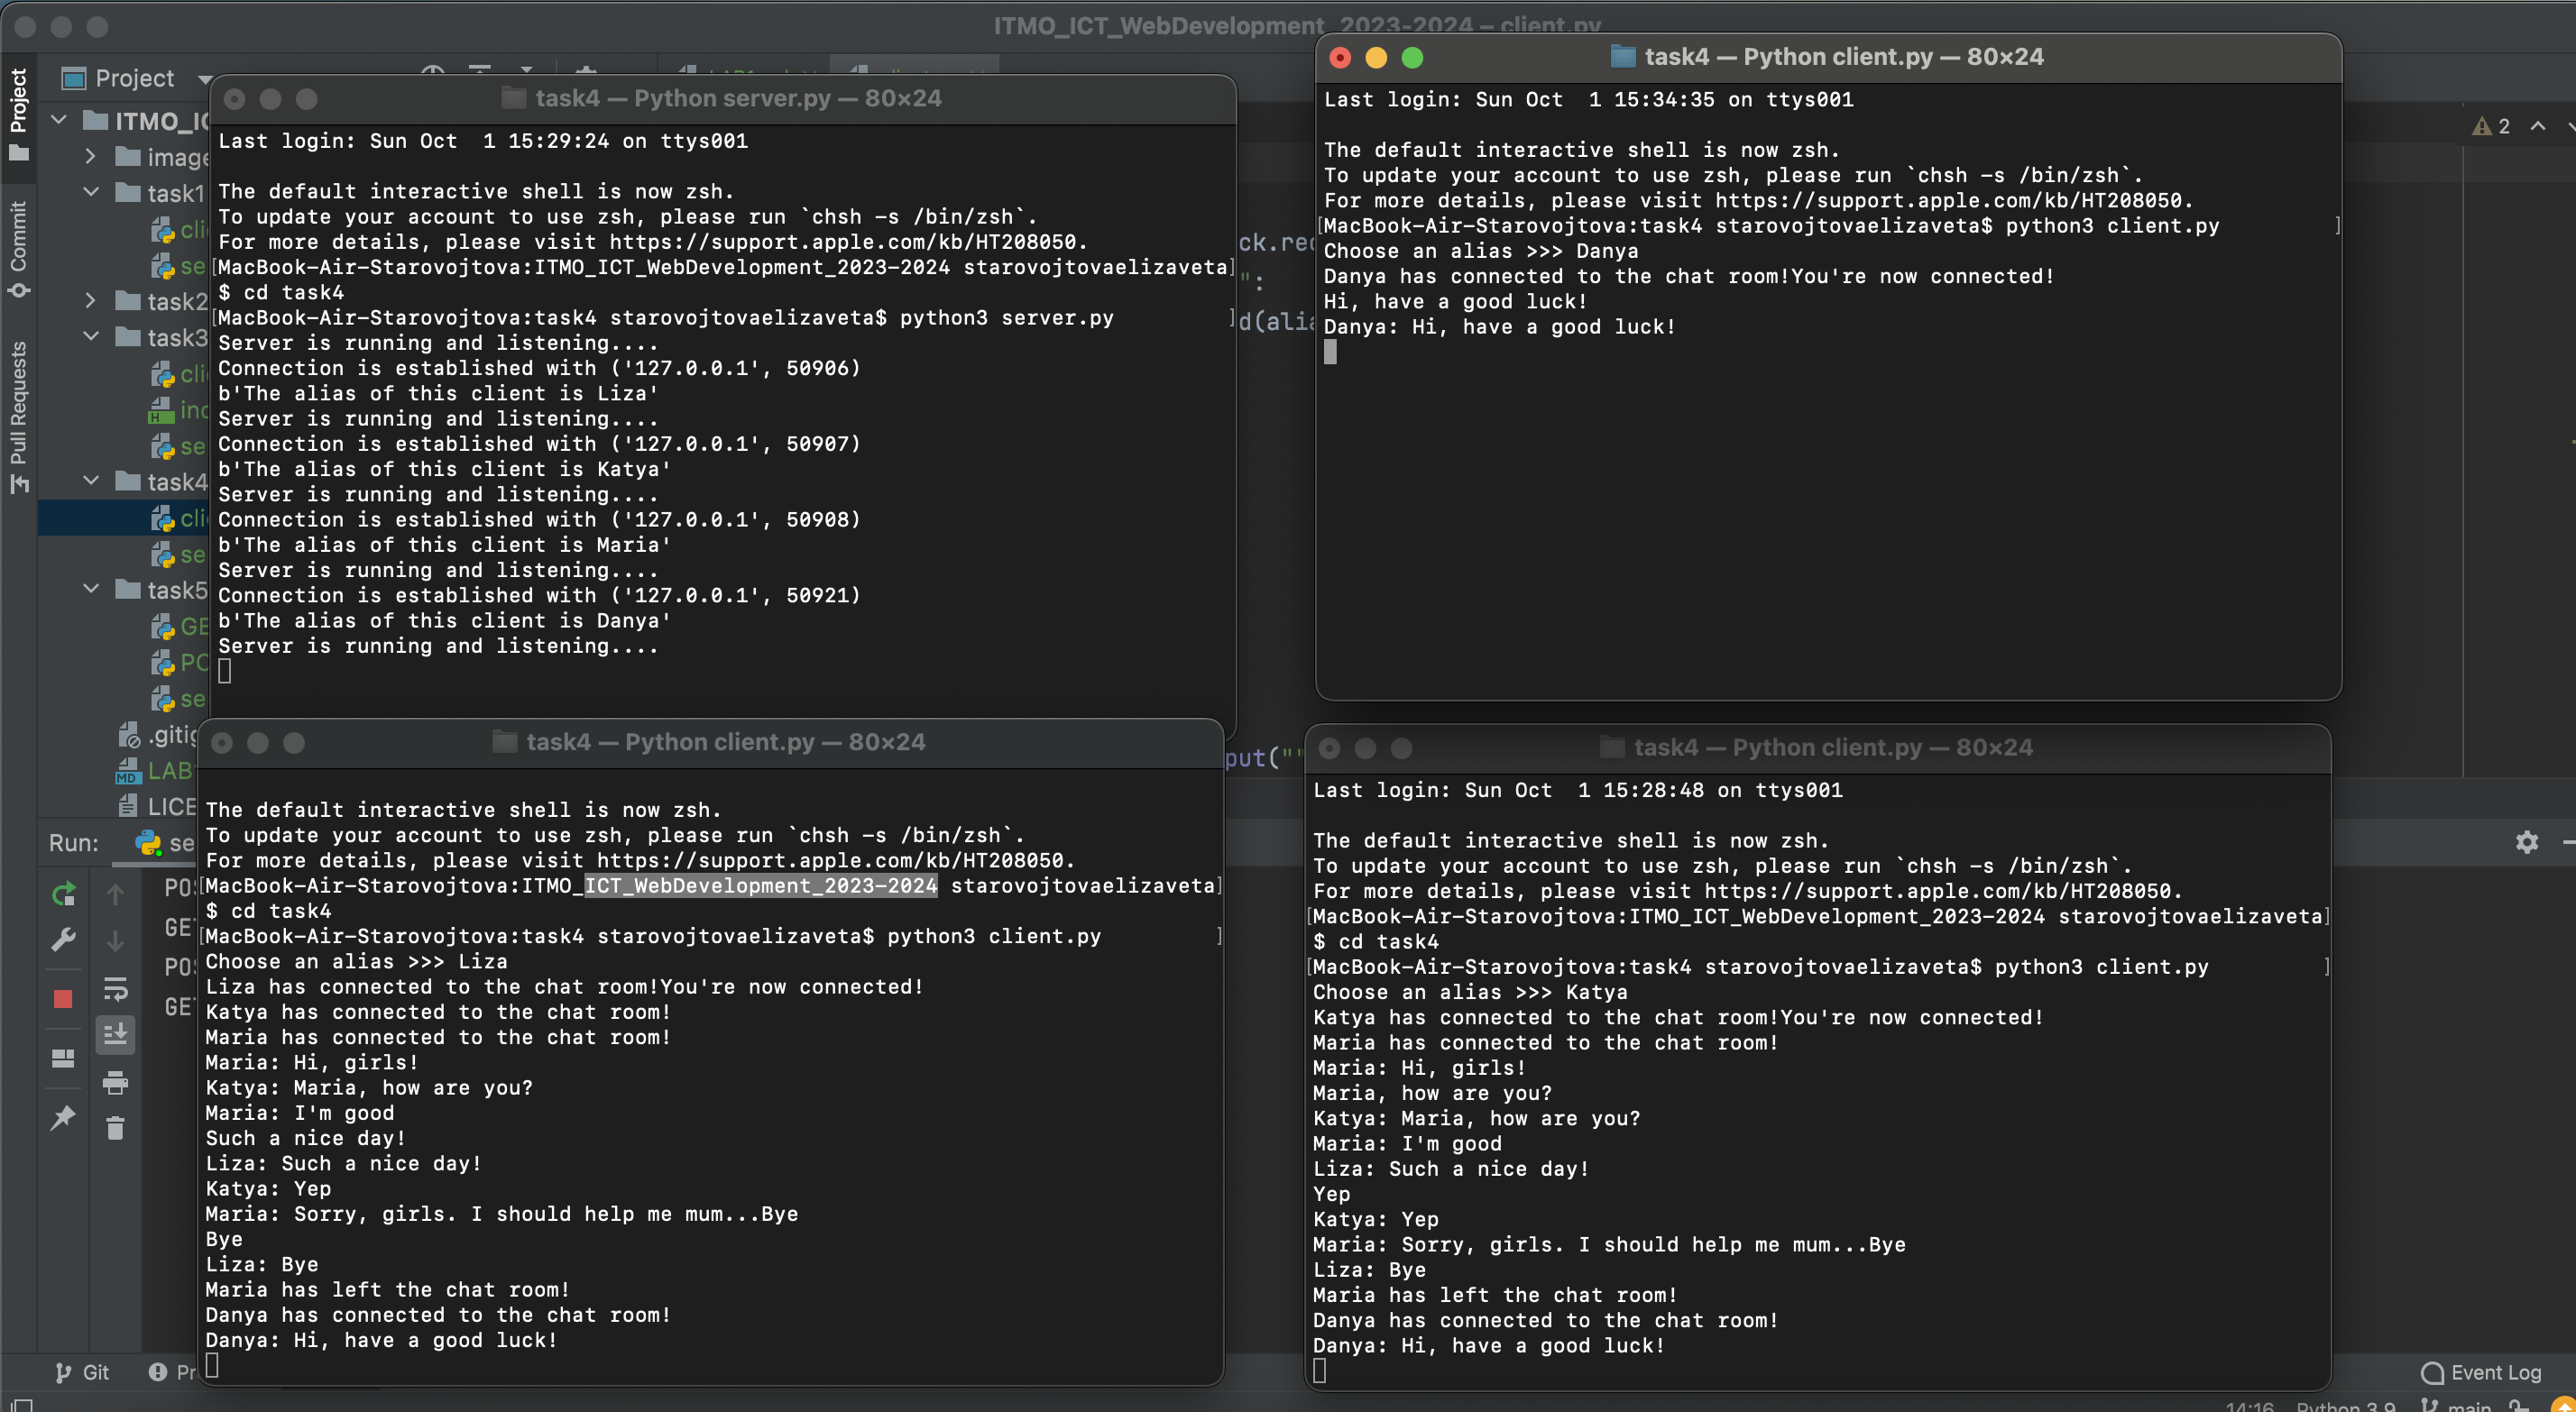 ITMO_ICT_WebDevelopment_2023-2024 – client.py
Project
Project
Commit
Pull Requests
task1
task2
task3
task4
task5
2
task4 — Python server.py — 80×24
Last login: Sun Oct  1 15:29:24 on ttys001
The default interactive shell is now zsh.
To update your account to use zsh, please run `chsh -s /bin/zsh`.
For more details, please visit https://support.apple.com/kb/HT208050.
[MacBook-Air-Starovojtova:ITMO_ICT_WebDevelopment_2023-2024 starovojtovaelizaveta]
$ cd task4
[MacBook-Air-Starovojtova:task4 starovojtovaelizaveta$ python3 server.py ]
Server is running and listening....
Connection is established with ('127.0.0.1', 50906)
b'The alias of this client is Liza'
Server is running and listening....
Connection is established with ('127.0.0.1', 50907)
b'The alias of this client is Katya'
Server is running and listening....
Connection is established with ('127.0.0.1', 50908)
b'The alias of this client is Maria'
Server is running and listening....
Connection is established with ('127.0.0.1', 50921)
b'The alias of this client is Danya'
Server is running and listening....
task4 — Python client.py — 80×24
Last login: Sun Oct  1 15:34:35 on ttys001
The default interactive shell is now zsh.
To update your account to use zsh, please run `chsh -s /bin/zsh`.
For more details, please visit https://support.apple.com/kb/HT208050.
[MacBook-Air-Starovojtova:task4 starovojtovaelizaveta$ python3 client.py ]
Choose an alias >>> Danya
Danya has connected to the chat room!You're now connected!
Hi, have a good luck!
Danya: Hi, have a good luck!
task4 — Python client.py — 80×24
The default interactive shell is now zsh.
To update your account to use zsh, please run `chsh -s /bin/zsh`.
For more details, please visit https://support.apple.com/kb/HT208050.
[MacBook-Air-Starovojtova:ITMO_ICT_WebDevelopment_2023-2024 starovojtovaelizaveta]
$ cd task4
[MacBook-Air-Starovojtova:task4 starovojtovaelizaveta$ python3 client.py ]
Choose an alias >>> Liza
Liza has connected to the chat room!You're now connected!
Katya has connected to the chat room!
Maria has connected to the chat room!
Maria: Hi, girls!
Katya: Maria, how are you?
Maria: I'm good
Such a nice day!
Liza: Such a nice day!
Katya: Yep
Maria: Sorry, girls. I should help me mum...Bye
Bye
Liza: Bye
Maria has left the chat room!
Danya has connected to the chat room!
Danya: Hi, have a good luck!
task4 — Python client.py — 80×24
Last login: Sun Oct  1 15:28:48 on ttys001
The default interactive shell is now zsh.
To update your account to use zsh, please run `chsh -s /bin/zsh`.
For more details, please visit https://support.apple.com/kb/HT208050.
[MacBook-Air-Starovojtova:ITMO_ICT_WebDevelopment_2023-2024 starovojtovaelizaveta]
$ cd task4
[MacBook-Air-Starovojtova:task4 starovojtovaelizaveta$ python3 client.py ]
Choose an alias >>> Katya
Katya has connected to the chat room!You're now connected!
Maria has connected to the chat room!
Maria: Hi, girls!
Maria, how are you?
Katya: Maria, how are you?
Maria: I'm good
Liza: Such a nice day!
Yep
Katya: Yep
Maria: Sorry, girls. I should help me mum...Bye
Liza: Bye
Maria has left the chat room!
Danya has connected to the chat room!
Danya: Hi, have a good luck!
Run:
Git
Event Log
14:16 Python 3.9 main